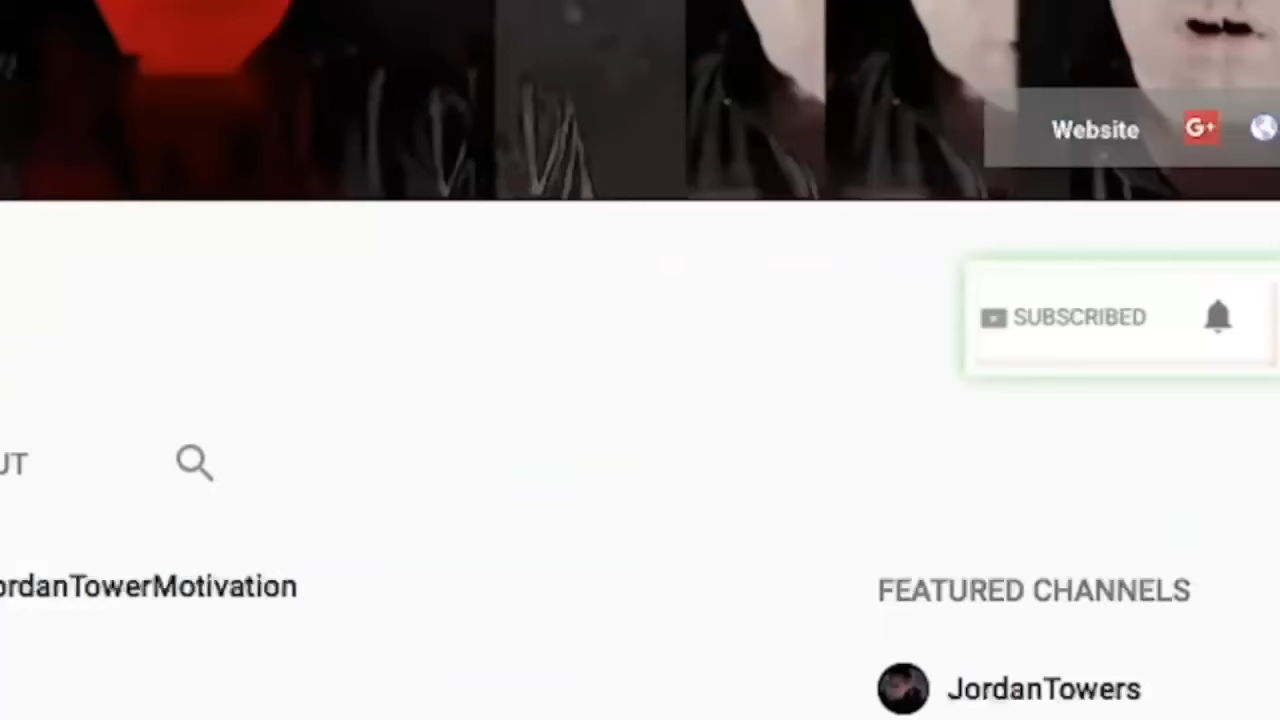 Website G+
SUBSCRIBED
UT
ordanTowerMotivation
FEATURED CHANNELS
JordanTowers